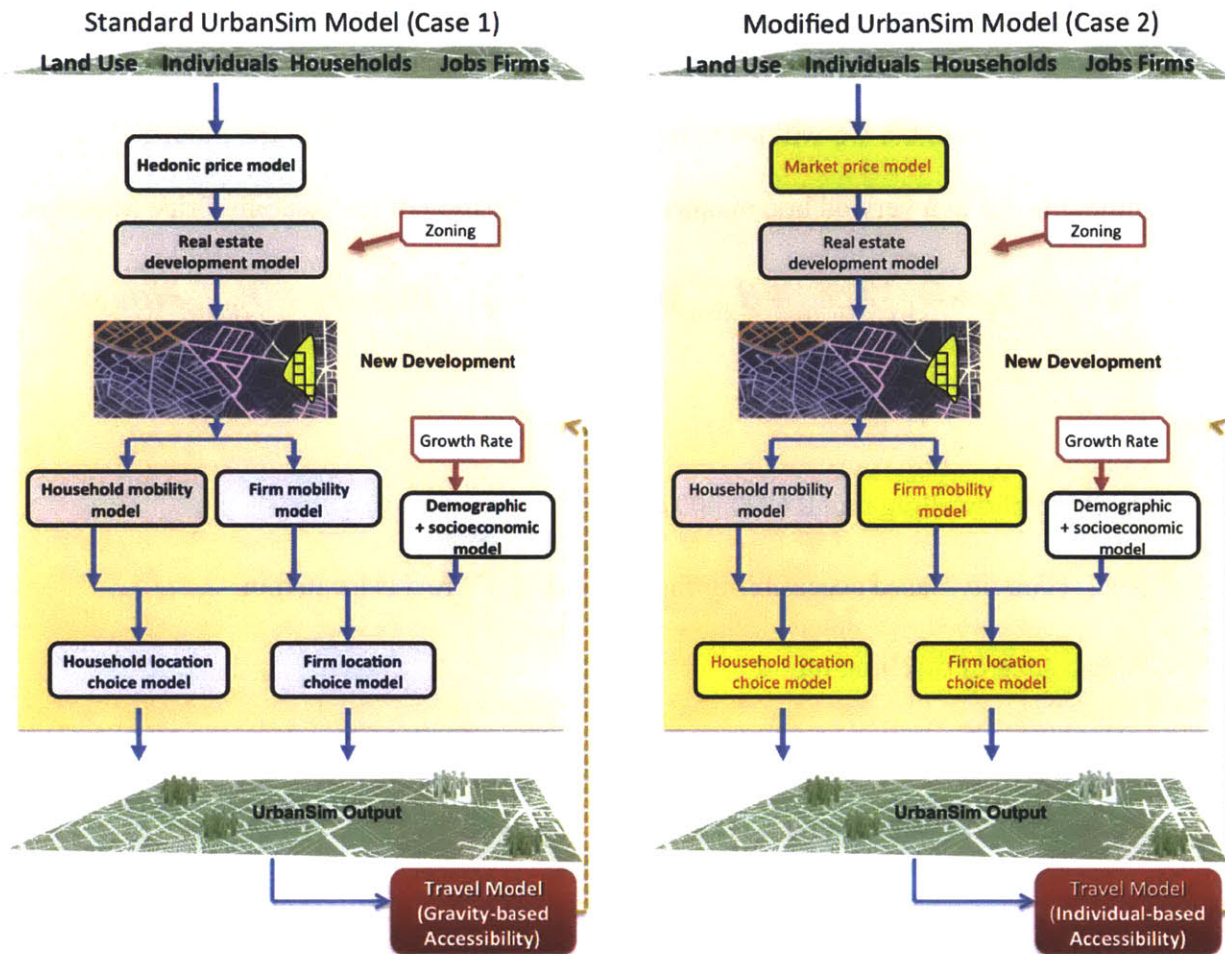 Standard UrbanSim Model (Case 1)
Land Use Individuals Households Jobs Firms
Hedonic price model
Real estate
development model
Zoning
New Development
Growth Rate
Household mobility
model
Firm mobility
model
Demographic
+ socioeconomic
model
Household location
choice model
Firm location
choice model
UrbanSim Output
Travel Model
(Gravity-based
Accessibility)
Modified UrbanSim Model (Case 2)
Land Use Individuals Households Jobs Firms
Market price model
Real estate
development model
Zoning
New Development
Growth Rate
Household mobility
model
Firm mobility
model
Demographic
+ socioeconomic
model
Household location
choice model
Firm location
choice model
UrbanSim Output
Travel Model
(Individual-based
Accessibility)